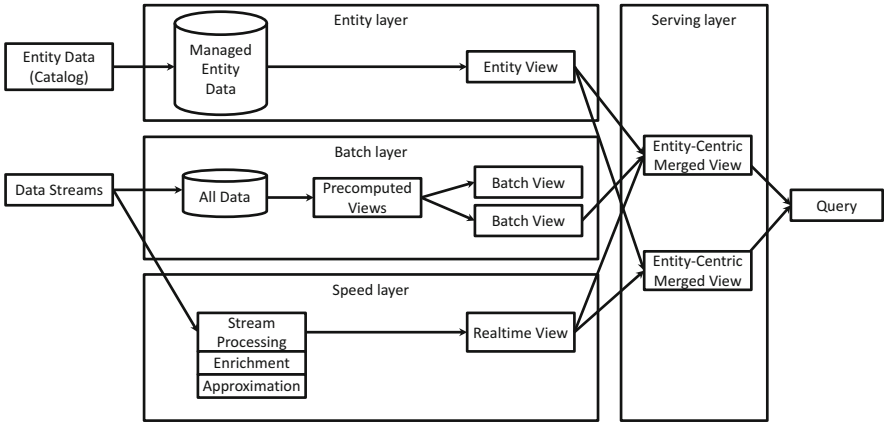 Entity layer
Serving layer
Entity Data
(Catalog)
Managed
Entity
Data
Entity View
Batch layer
Data Streams
All Data
Precomputed
Views
Batch View
Batch View
Entity-Centric
Merged View
Query
Entity-Centric
Merged View
Speed layer
Stream
Processing
Enrichment
Approximation
Realtime View